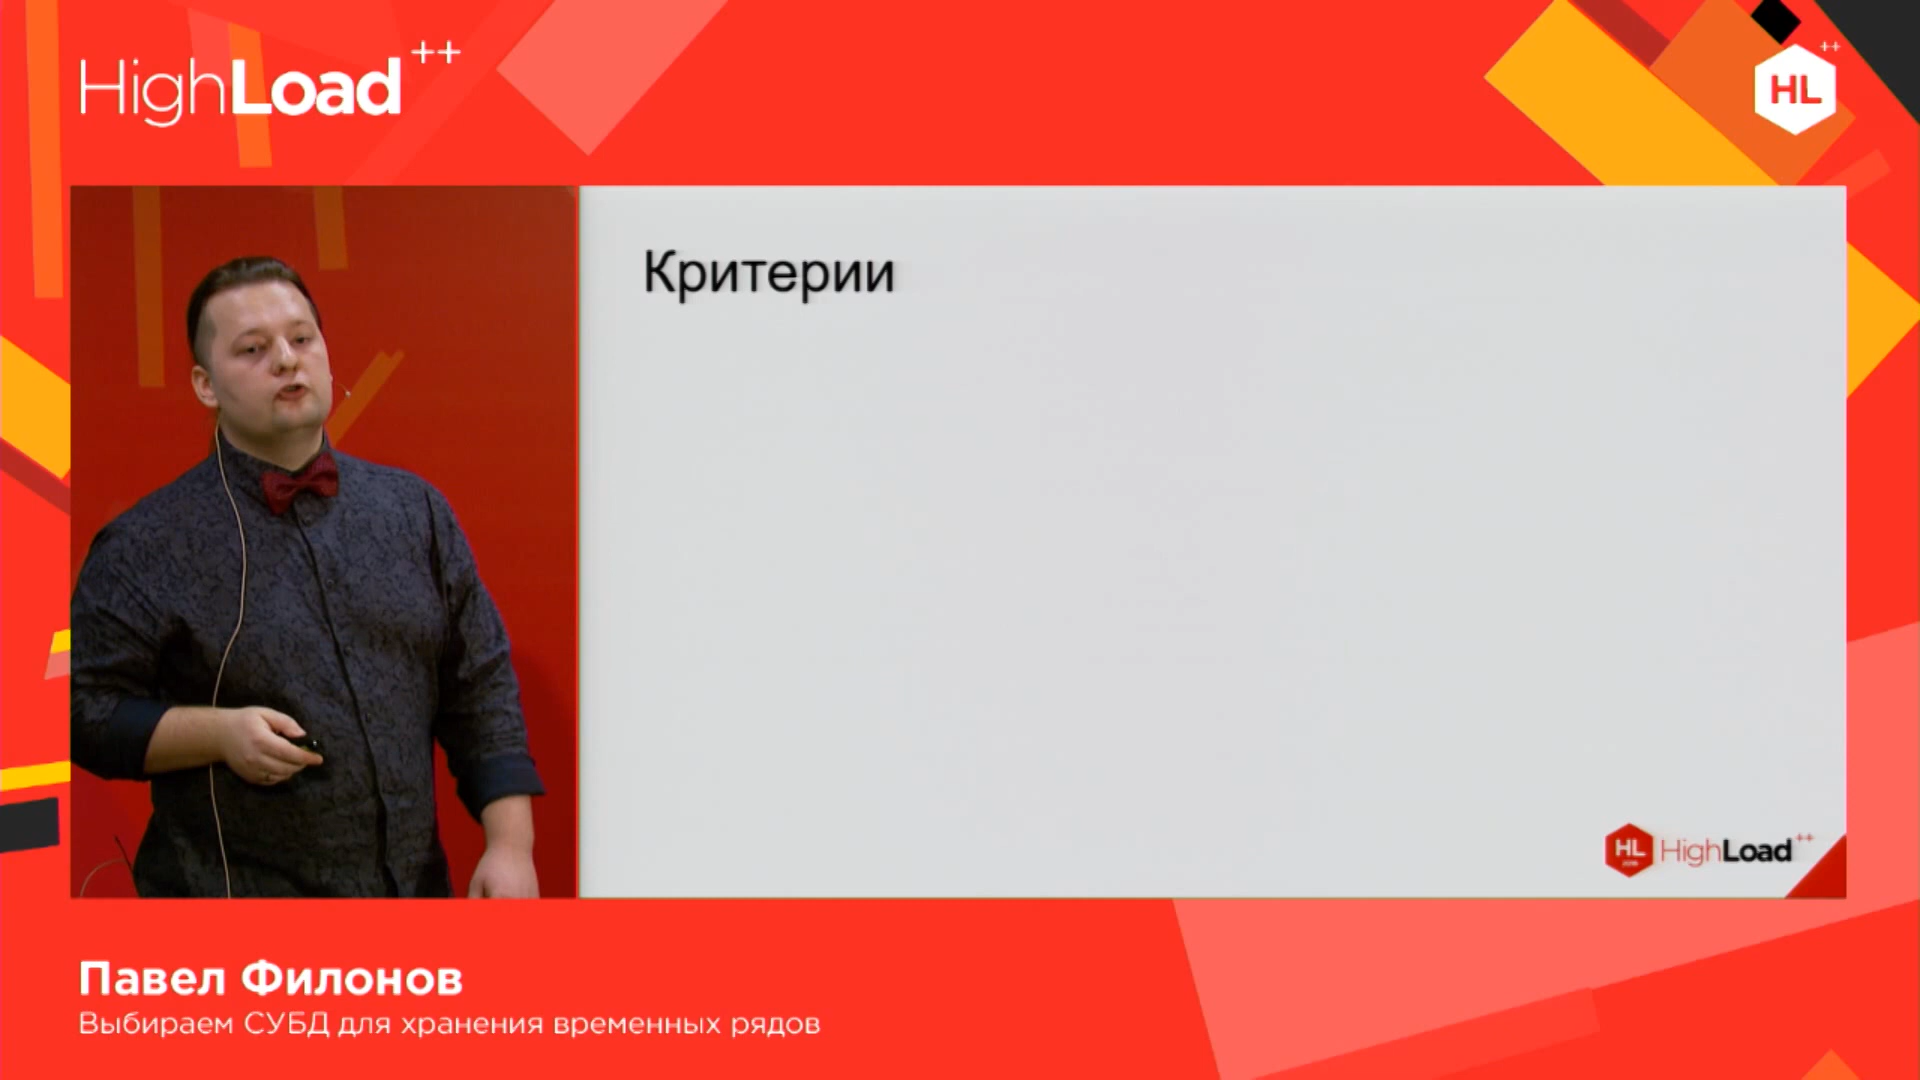 HighLoad++
HL++
Критерии
HL HighLoad++
Павел Филонов
Выбираем СУБД для хранения временных рядов